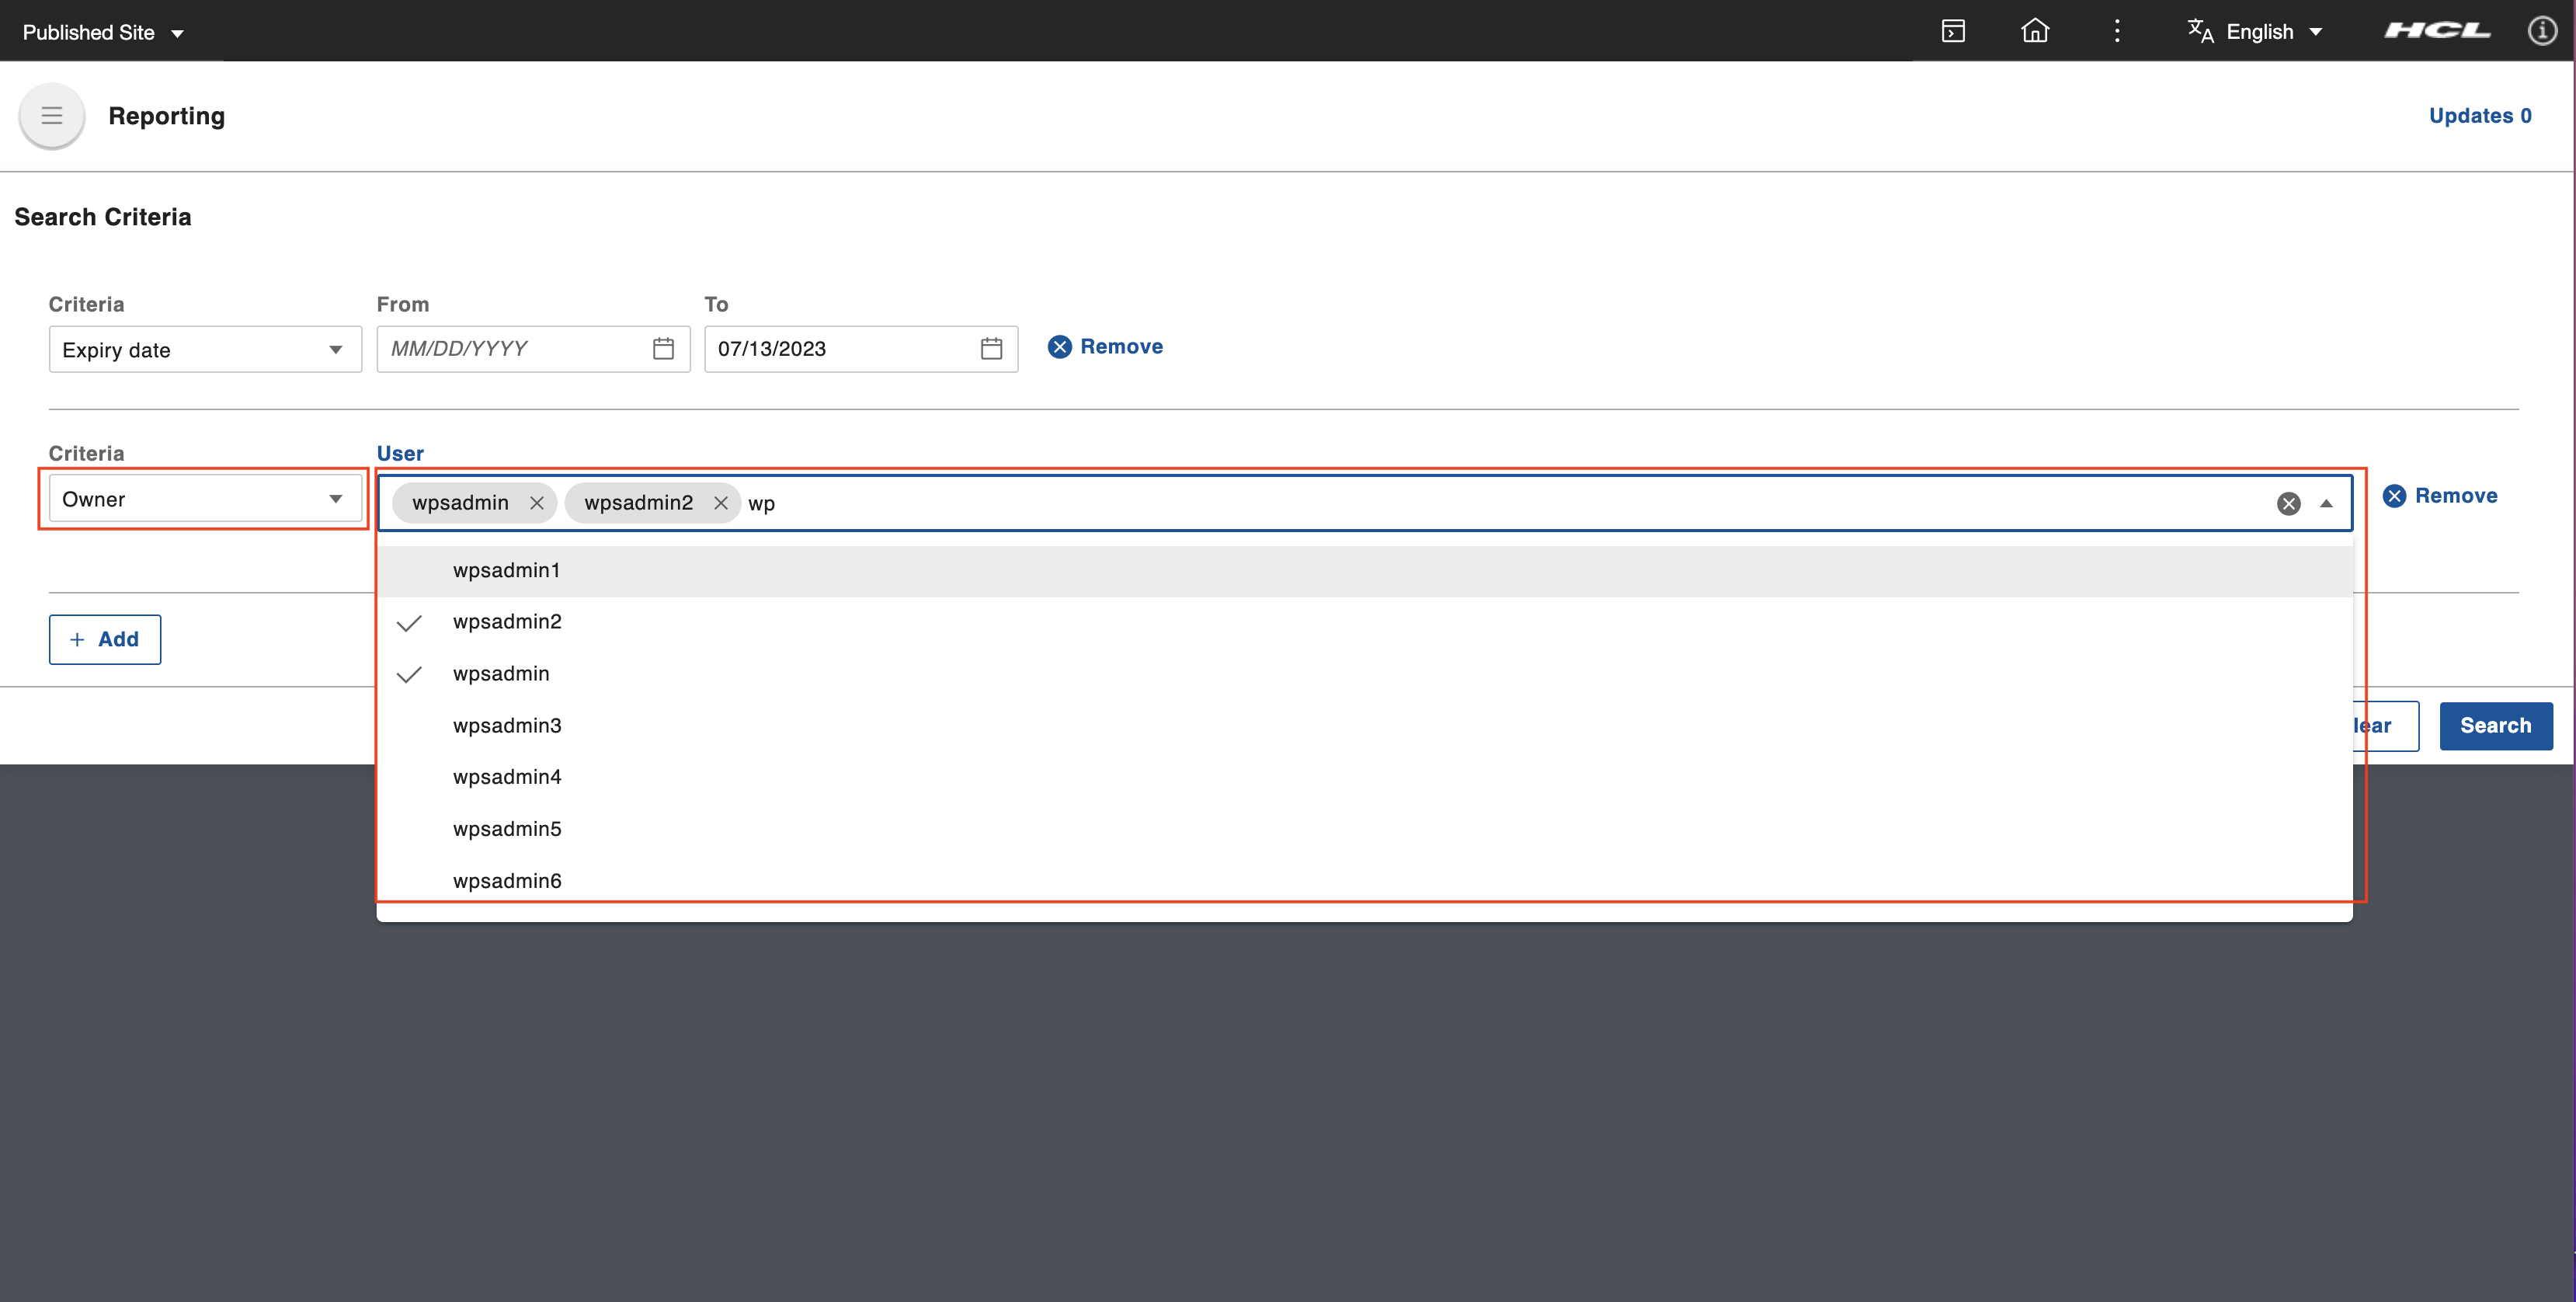 Published Site
English
HCL
Reporting
Updates 0
Search Criteria
Criteria
From
To
Expiry date
MM/DD/YYYY
07/13/2023
Remove
Criteria
User
Owner
wpsadmin
wpsadmin2
wp
Remove
wpsadmin1
wpsadmin2
wpsadmin
wpsadmin3
wpsadmin4
wpsadmin5
wpsadmin6
+ Add
lear
Search